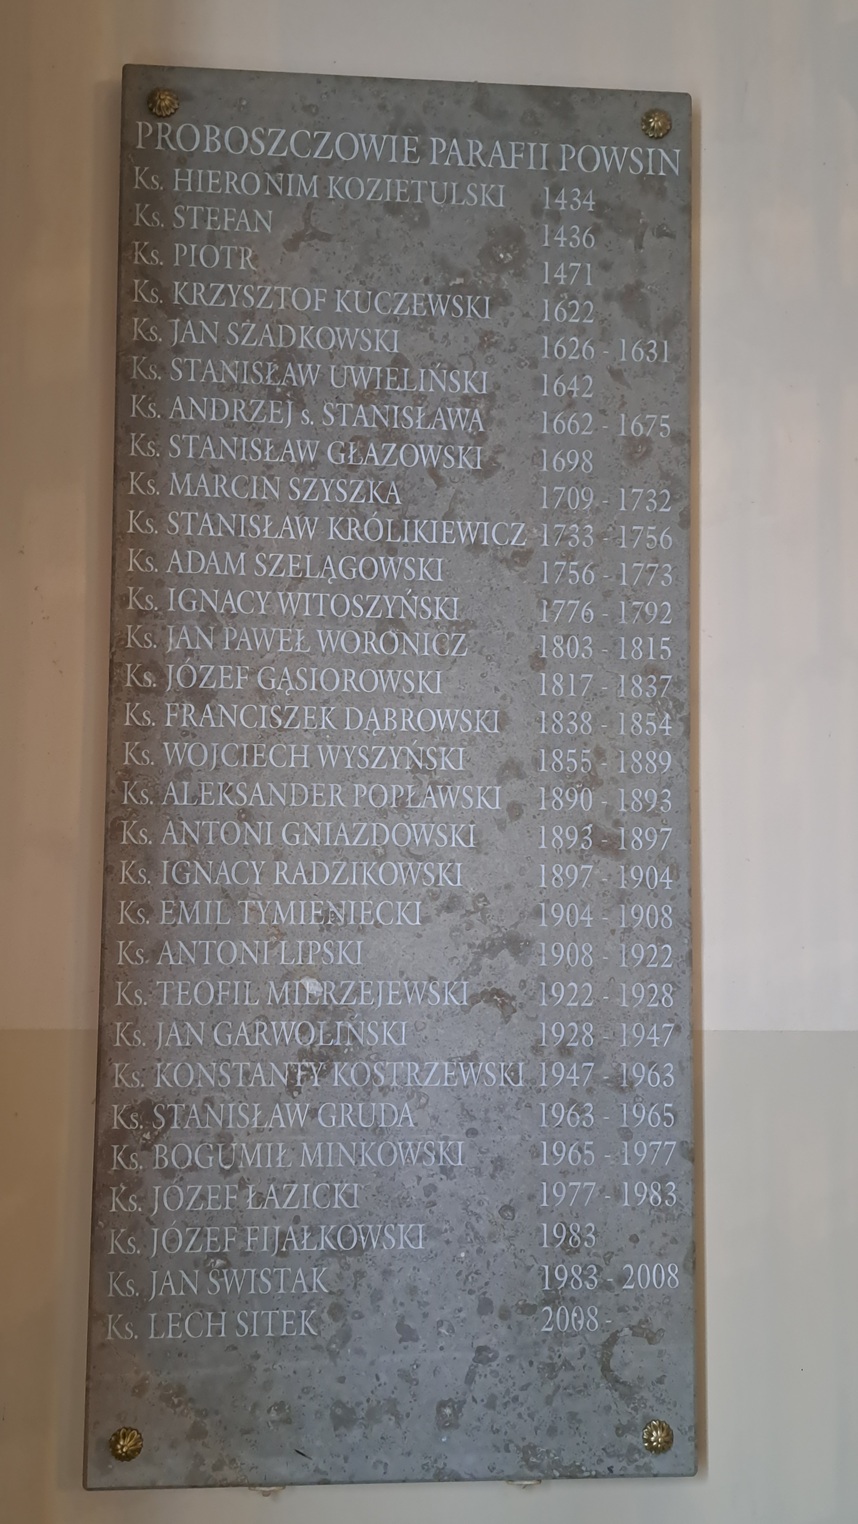 PROBOSZCZOWIE PARAFII POWSIN
Ks. HIERONIM KOZIETULSKI 1434
Ks. STEFAN 1436
Ks. PIOTR 1471
Ks. KRZYSZTOF KUCZEWSKI 1622
Ks. JAN SZADKOWSKI 1626 - 1631
Ks. STANISŁAW UWIELIŃSKI 1642
Ks. ANDRZEJ s. STANISŁAWA 1662 - 1675
Ks. STANISŁAW GŁAZOWSKI 1698
Ks. MARCIN SZYSZKA 1709 - 1732
Ks. STANISŁAW KRÓLIKIEWICZ 1733 - 1756
Ks. ADAM SZELĄGOWSKI 1756 - 1773
Ks. IGNACY WITOSZYŃSKI 1776 - 1792
Ks. JAN PAWEŁ WORONICZ 1803 - 1815
Ks. JÓZEF GĄSIOROWSKI 1817 - 1837
Ks. FRANCISZEK DĄBROWSKI 1838 - 1854
Ks. WOJCIECH WYSZYŃSKI 1855 - 1889
Ks. ALEKSANDER POPŁAWSKI 1890 - 1893
Ks. ANTONI GNIAZDOWSKI 1893 - 1897
Ks. IGNACY RADZIKOWSKI 1897 - 1904
Ks. EMIL TYMIENIECKI 1904 - 1908
Ks. ANTONI LIPSKI 1908 - 1922
Ks. TEOFIL MIERZEJEWSKI 1922 - 1928
Ks. JAN GARWOLIŃSKI 1928 - 1947
Ks. KONSTANTY KOSTRZEWSKI 1947 - 1963
Ks. STANISŁAW GRUDA 1963 - 1965
Ks. BOGUMIŁ MINKOWSKI 1965 - 1977
Ks. JÓZEF ŁAZICKI 1977 - 1983
Ks. JÓZEF FIJAŁKOWSKI 1983
Ks. JAN ŚWISTAK 1983 - 2008
Ks. LECH SITEK 2008 -